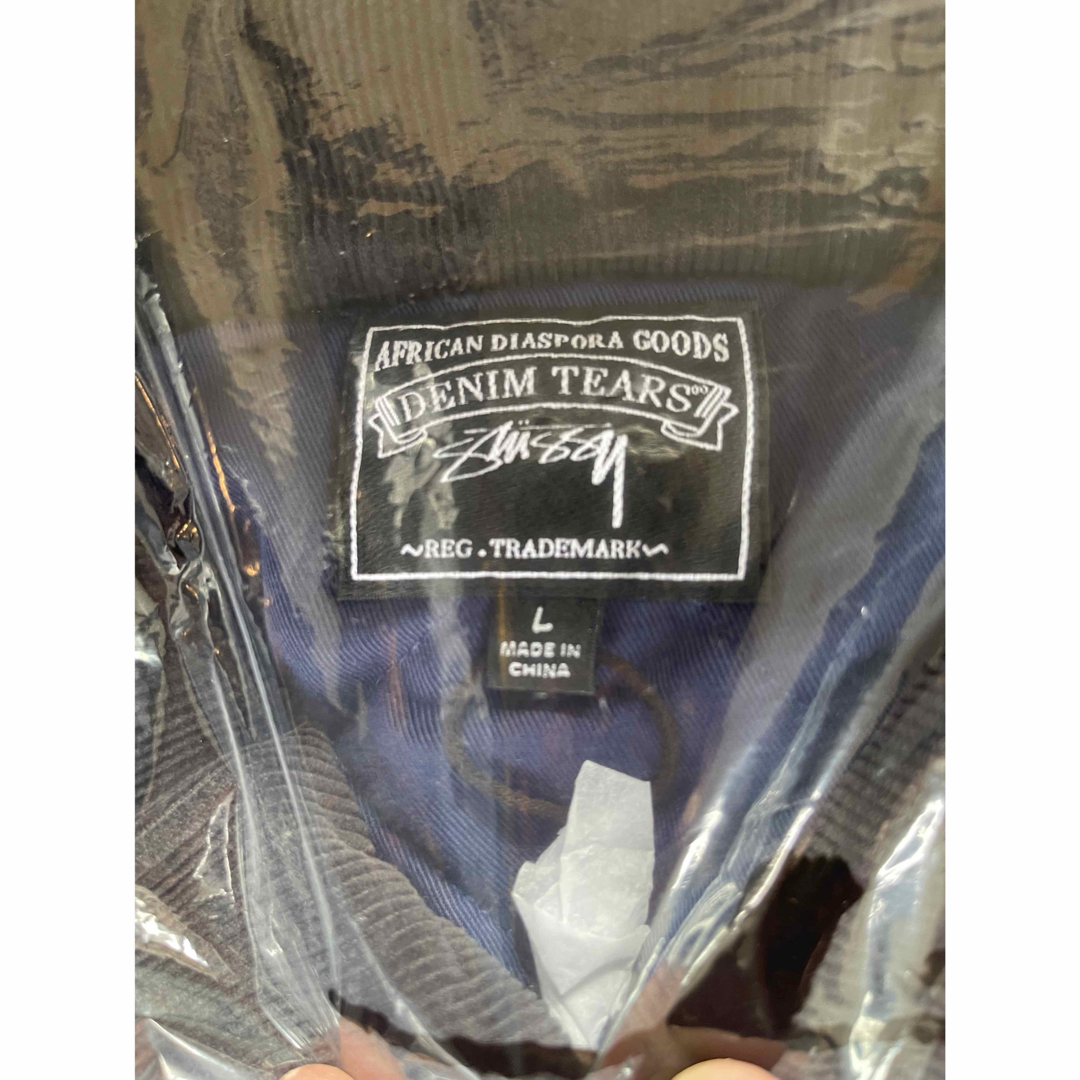 AFRICAN DIASPORA GOODS
DENIM TEARS
Stüssy
~REG. TRADEMARK~
L
MADE IN
CHINA